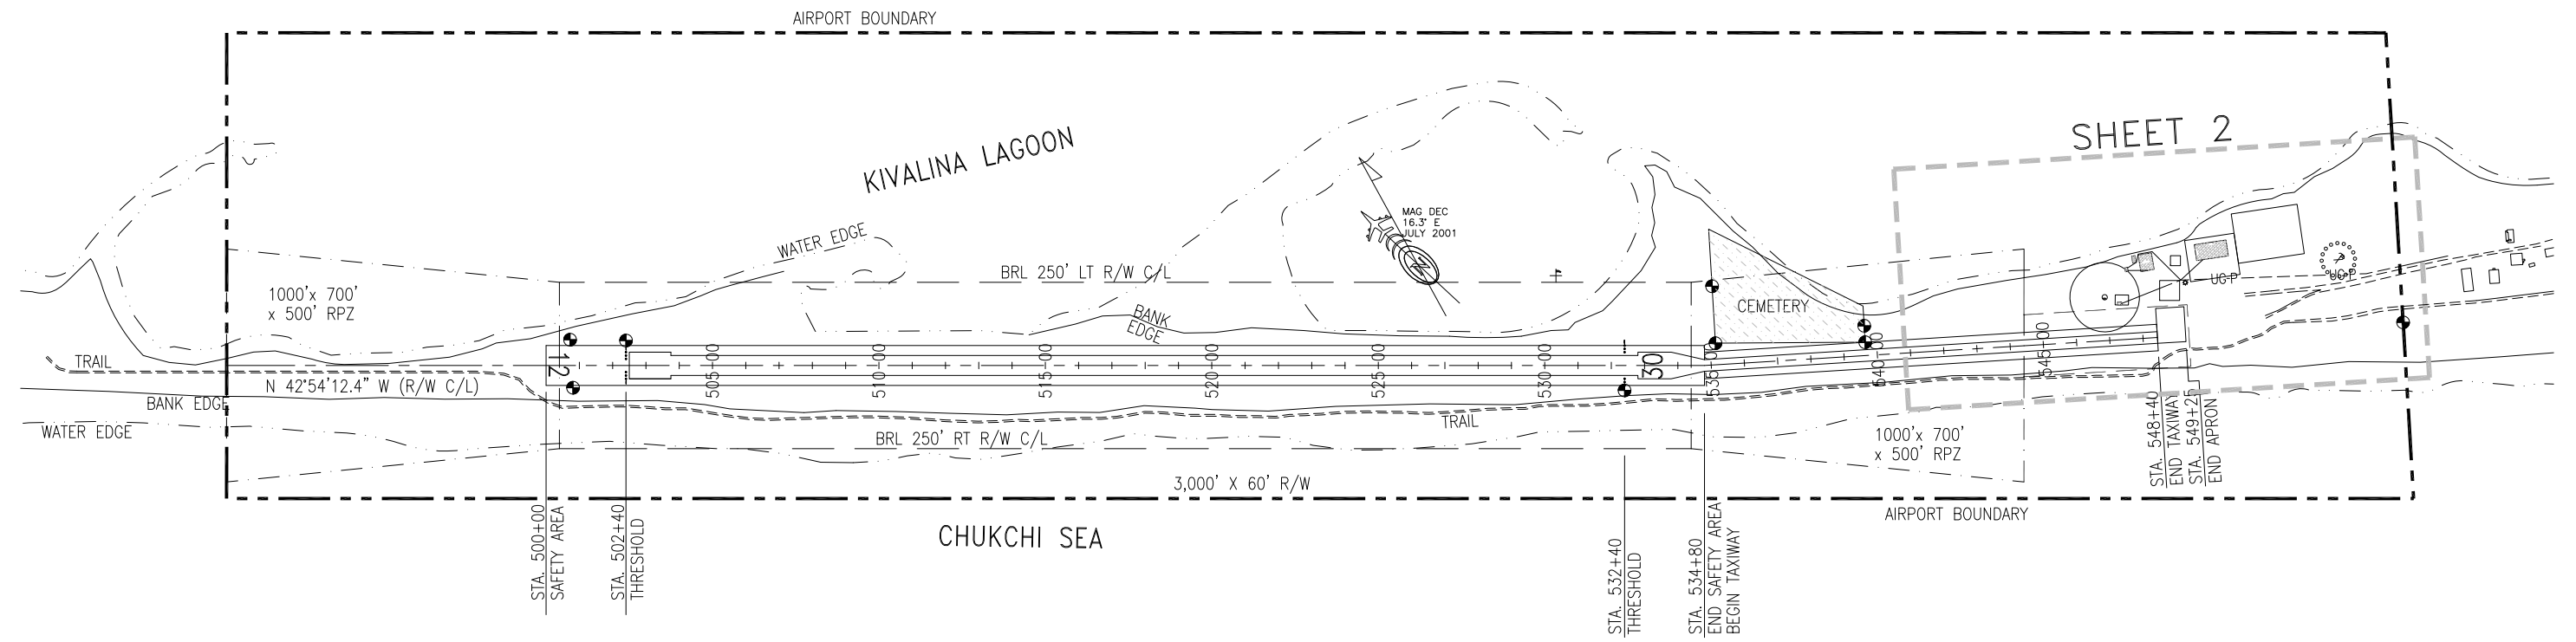 AIRPORT BOUNDARY
SHEET 2
KIVALINA LAGOON
MAG DEC
16.3° E
JULY 2001
N
WATER EDGE
BRL 250' LT R/W C/L
1000'x 700'
x 500' RPZ
CEMETERY
UG-P
UG-P
BANK
EDGE
TRAIL
N 42°54'12.4" W (R/W C/L)
12
505+00
510+00
515+00
520+00
525+00
530+00
30
535+00
540+00
545+00
BANK EDGE
WATER EDGE
BRL 250' RT R/W C/L
TRAIL
1000'x 700'
x 500' RPZ
STA. 548+40
END TAXIWAY
STA. 549+25
END APRON
3,000' X 60' R/W
AIRPORT BOUNDARY
CHUKCHI SEA
STA. 500+00
SAFETY AREA
STA. 502+40
THRESHOLD
STA. 532+40
THRESHOLD
STA. 534+80
END SAFETY AREA
BEGIN TAXIWAY